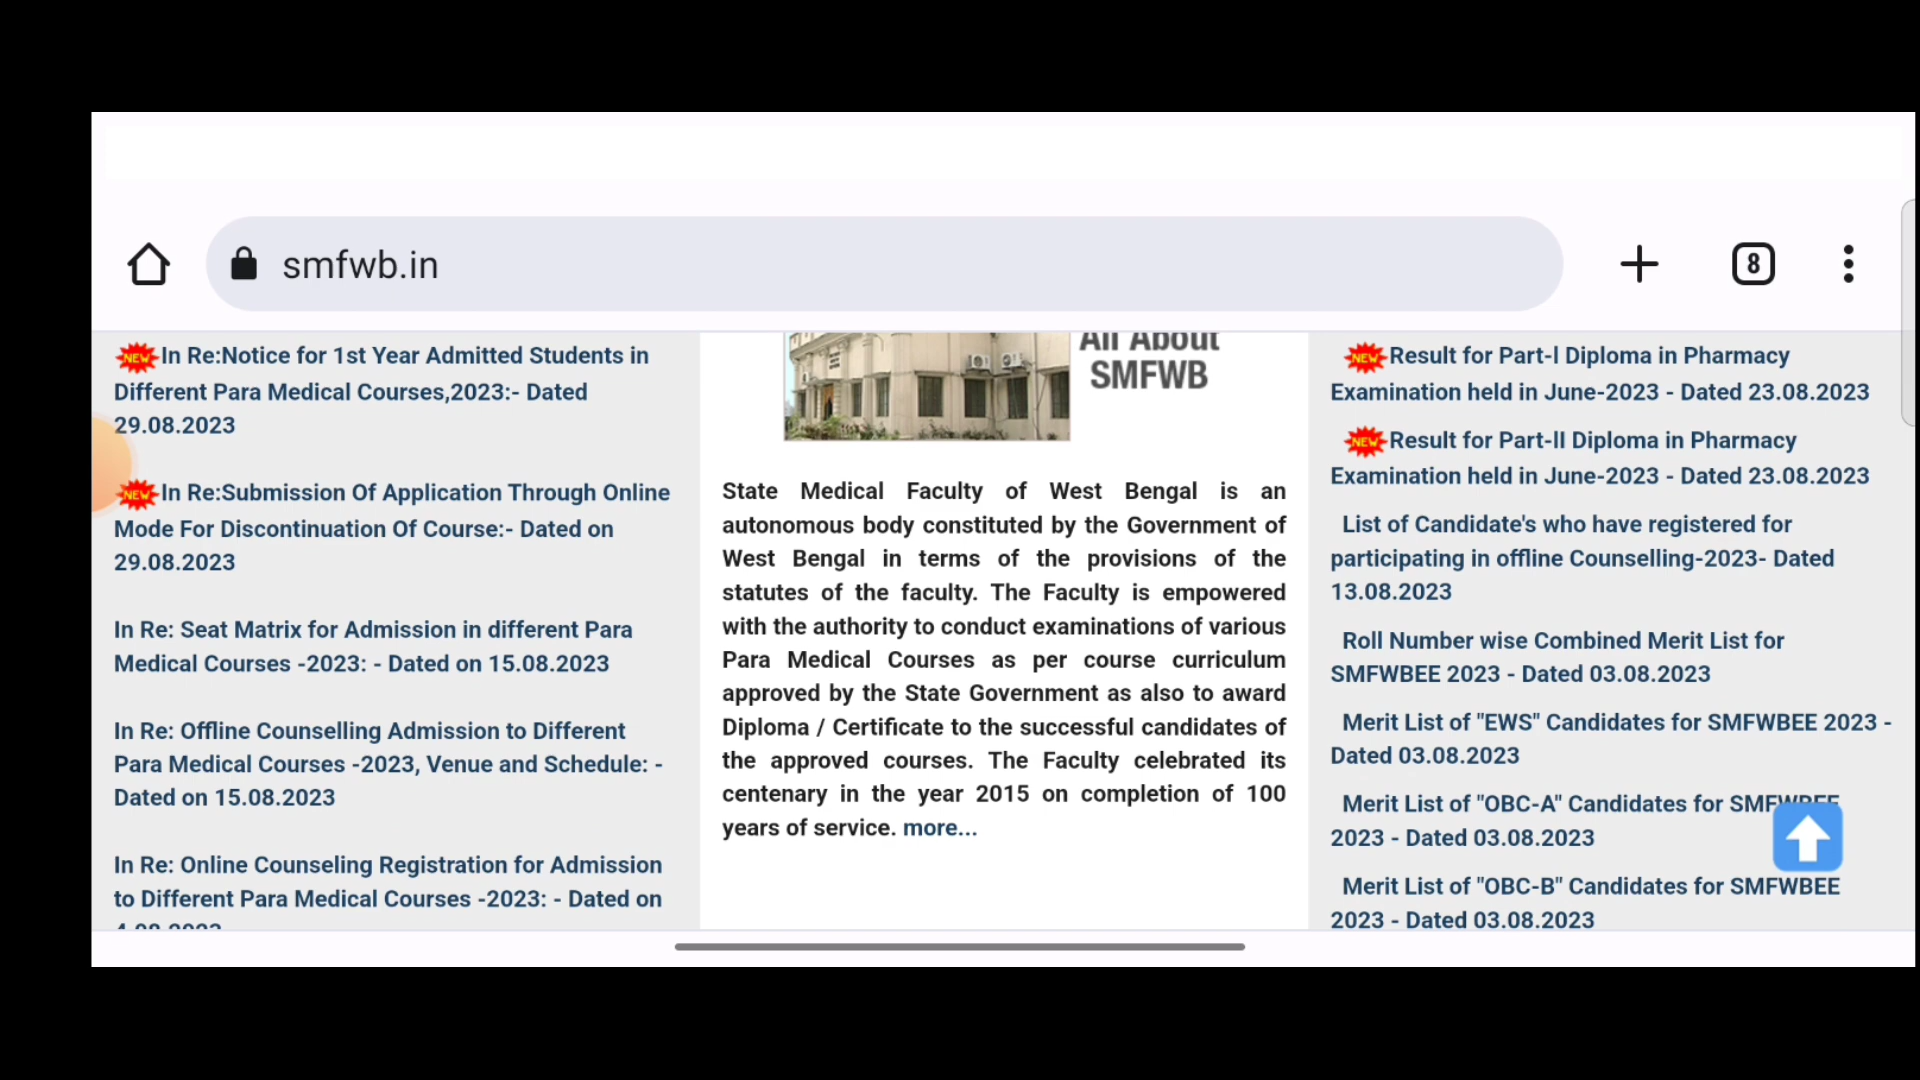 smfwb.in
8
NEW In Re:Notice for 1st Year Admitted Students in
Different Para Medical Courses,2023:- Dated
29.08.2023
NEW In Re:Submission Of Application Through Online
Mode For Discontinuation Of Course:- Dated on
29.08.2023
In Re: Seat Matrix for Admission in different Para
Medical Courses -2023: - Dated on 15.08.2023
In Re: Offline Counselling Admission to Different
Para Medical Courses -2023, Venue and Schedule: -
Dated on 15.08.2023
In Re: Online Counseling Registration for Admission
to Different Para Medical Courses -2023: - Dated on
4.08.2023
All About
SMFWB
State Medical Faculty of West Bengal is an
autonomous body constituted by the Government of
West Bengal in terms of the provisions of the
statutes of the faculty. The Faculty is empowered
with the authority to conduct examinations of various
Para Medical Courses as per course curriculum
approved by the State Government as also to award
Diploma / Certificate to the successful candidates of
the approved courses. The Faculty celebrated its
centenary in the year 2015 on completion of 100
years of service. more...
NEW Result for Part-I Diploma in Pharmacy
Examination held in June-2023 - Dated 23.08.2023
NEW Result for Part-II Diploma in Pharmacy
Examination held in June-2023 - Dated 23.08.2023
List of Candidate's who have registered for
participating in offline Counselling-2023- Dated
13.08.2023
Roll Number wise Combined Merit List for
SMFWBEE 2023 - Dated 03.08.2023
Merit List of "EWS" Candidates for SMFWBEE 2023 -
Dated 03.08.2023
Merit List of "OBC-A" Candidates for SMFWBEE
2023 - Dated 03.08.2023
Merit List of "OBC-B" Candidates for SMFWBEE
2023 - Dated 03.08.2023